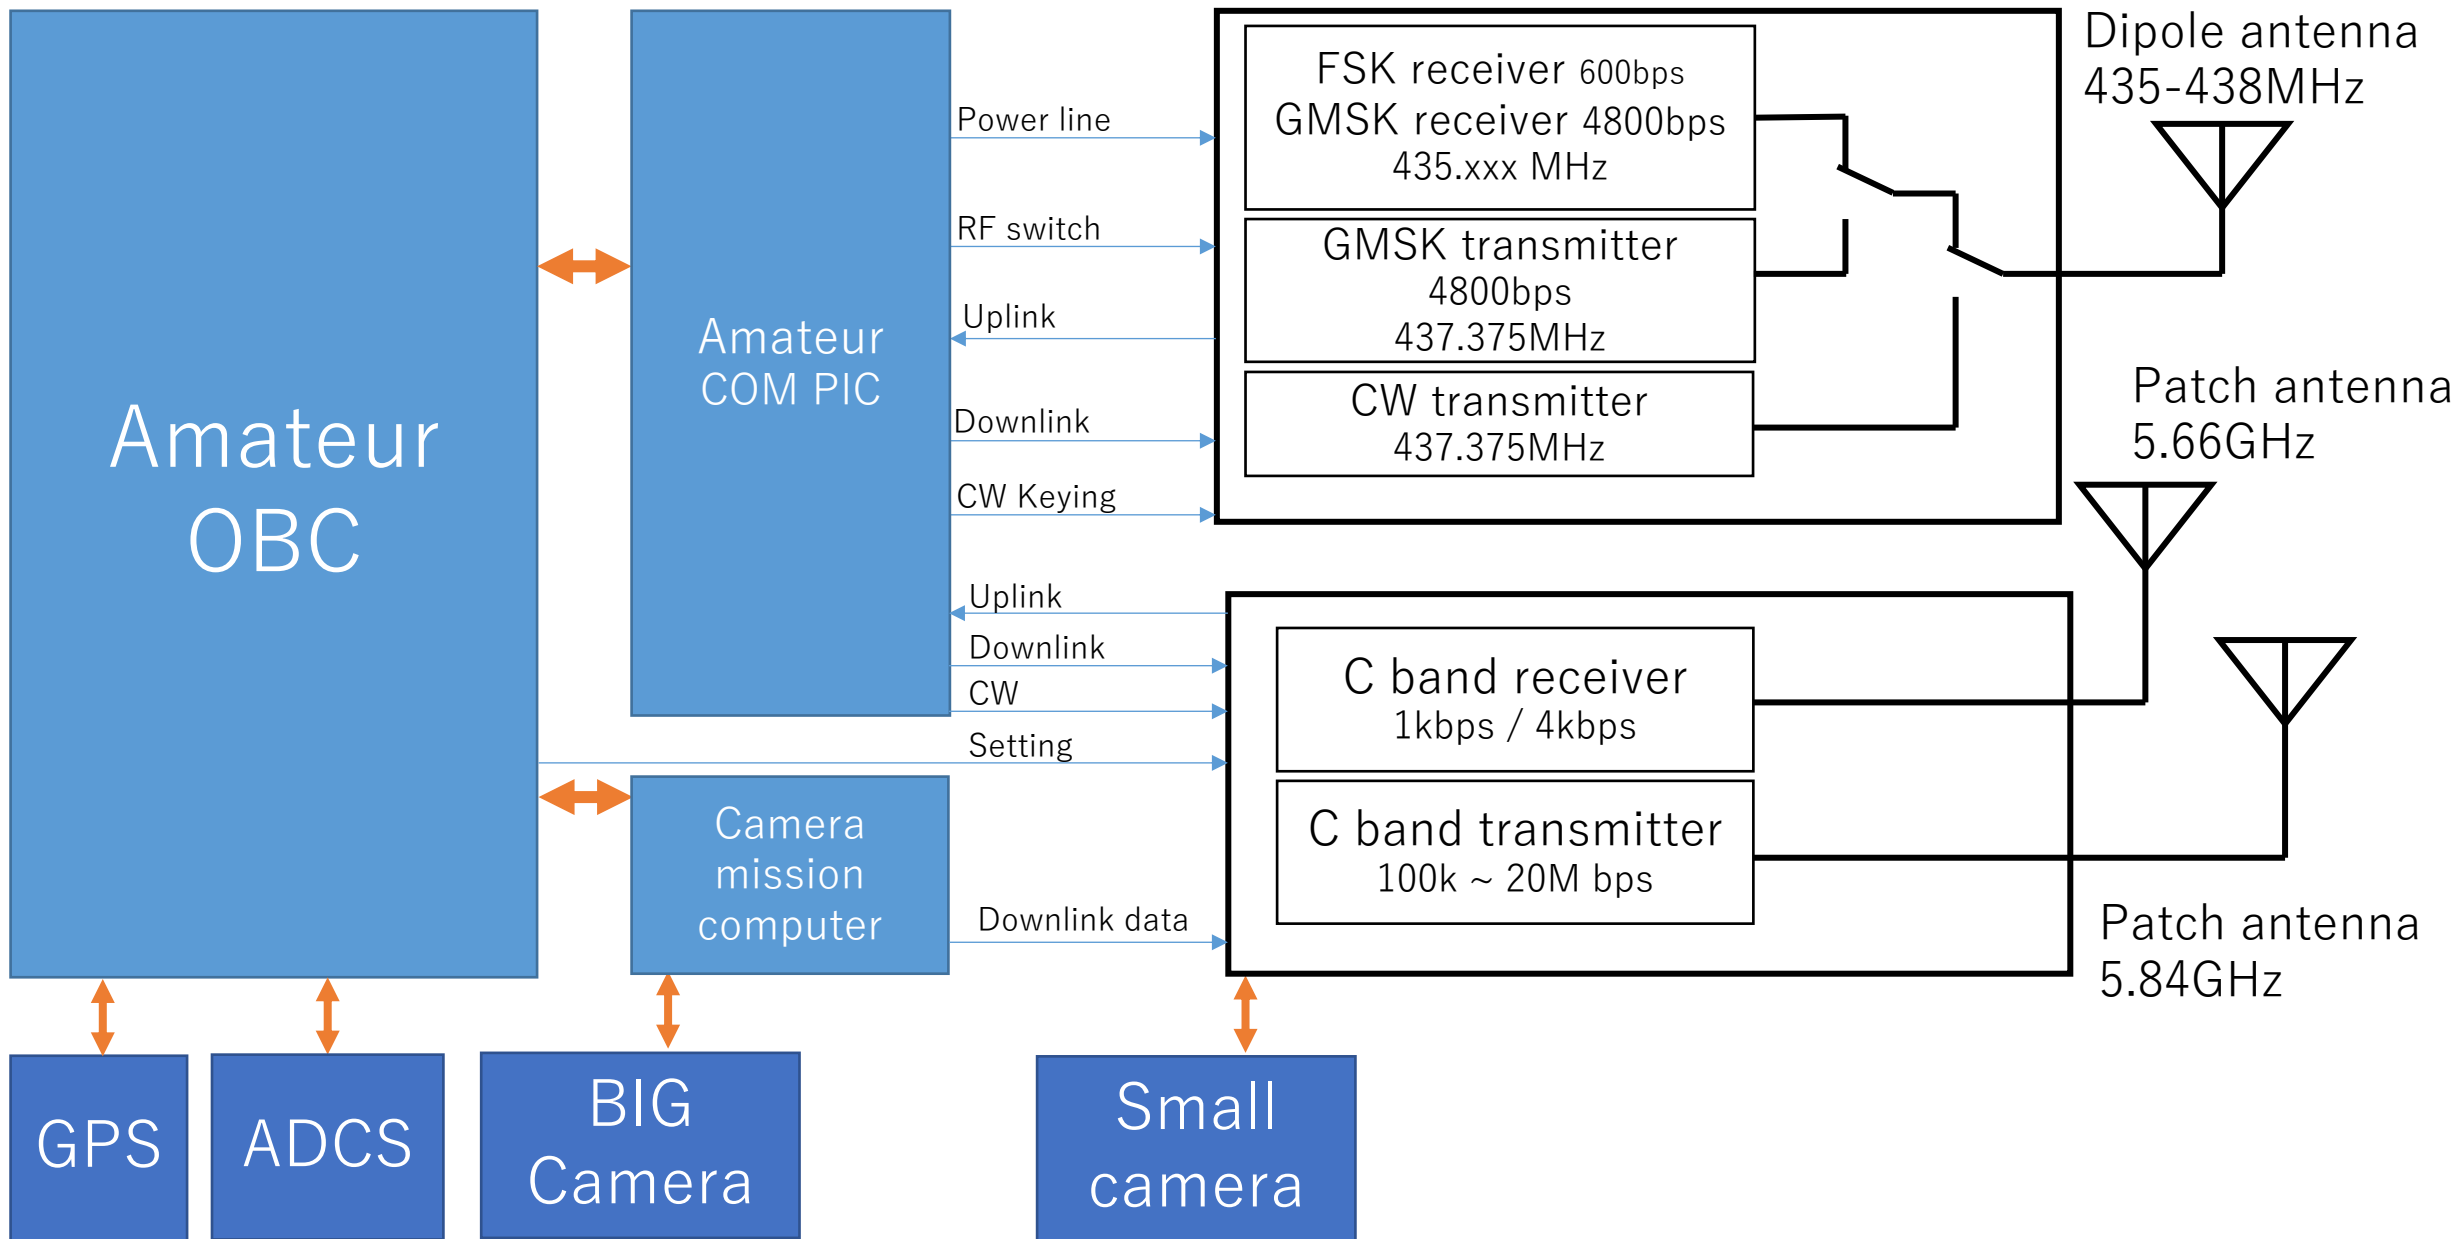 Amateur
OBC
Amateur
COM PIC
Power line
RF switch
Uplink
Downlink
CW Keying
Uplink
Downlink
CW
Setting
FSK receiver 600bps
GMSK receiver 4800bps
435.xxx MHz
GMSK transmitter
4800bps
437.375MHz
CW transmitter
437.375MHz
Dipole antenna
435-438MHz
Patch antenna
5.66GHz
C band receiver
1kbps / 4kbps
C band transmitter
100k ~ 20M bps
Patch antenna
5.84GHz
Camera
mission
computer
Downlink data
GPS
ADCS
BIG
Camera
Small
camera